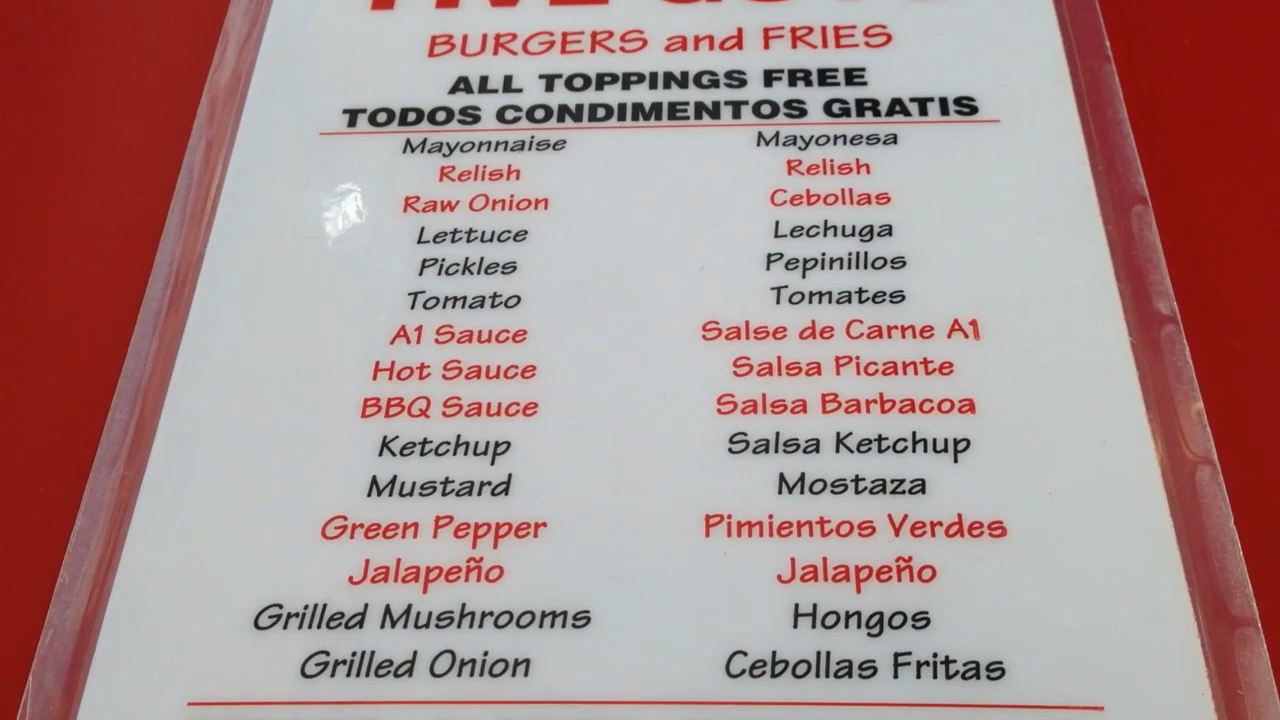 BURGERS and FRIES
ALL TOPPINGS FREE
TODOS CONDIMENTOS GRATIS
Mayonnaise Mayonesa
Relish Relish
Raw Onion Cebollas
Lettuce Lechuga
Pickles Pepinillos
Tomato Tomates
A1 Sauce Salse de Carne A1
Hot Sauce Salsa Picante
BBQ Sauce Salsa Barbacoa
Ketchup Salsa Ketchup
Mustard Mostaza
Green Pepper Pimientos Verdes
Jalapeño Jalapeño
Grilled Mushrooms Hongos
Grilled Onion Cebollas Fritas